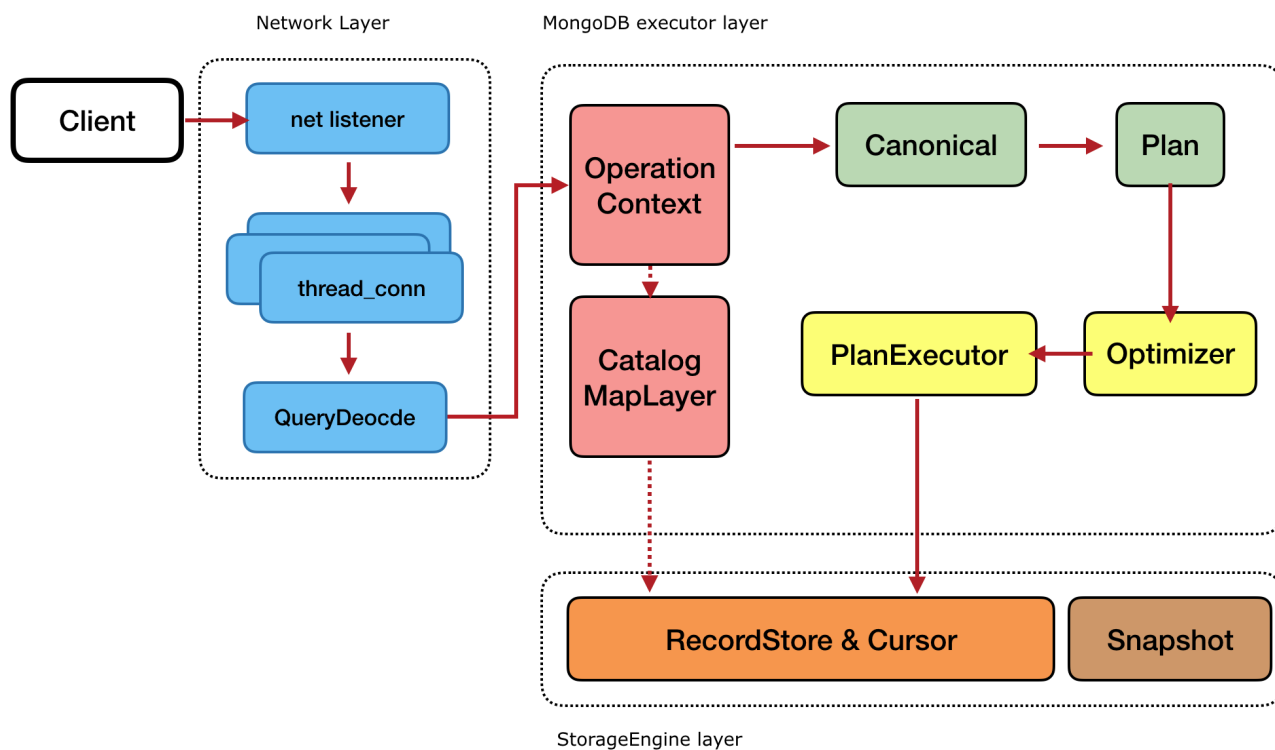 Network Layer
MongoDB executor layer
Client
net listener
thread_conn
QueryDeocde
Operation
Context
Canonical
Plan
Catalog
MapLayer
PlanExecutor
Optimizer
RecordStore & Cursor
Snapshot
StorageEngine layer